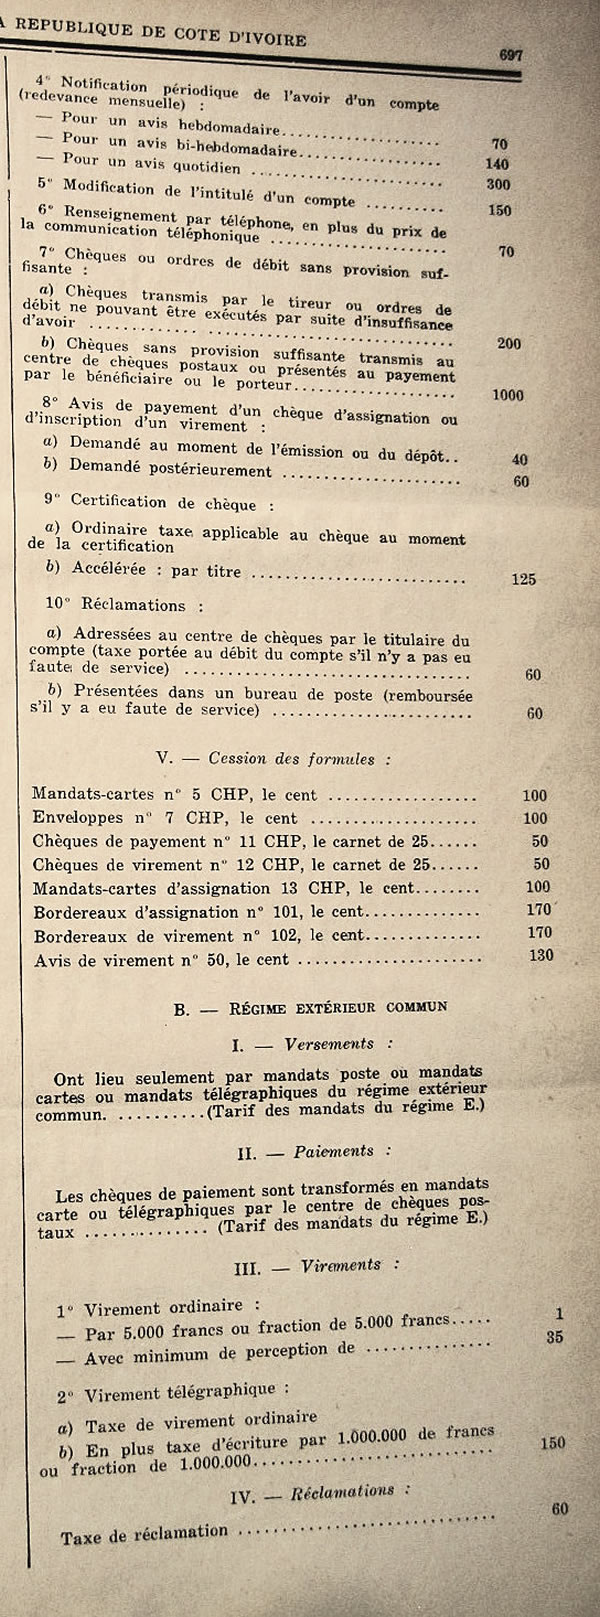 A REPUBLIQUE DE COTE D'IVOIRE
697
4° Notification périodique de l'avoir d'un compte
(redevance mensuelle) :
— Pour un avis hebdomadaire.................... 70
— Pour un avis bi-hebdomadaire.................. 140
— Pour un avis quotidien ........................ 300
5° Modification de l'intitulé d'un compte .......... 150
6° Renseignement par téléphone, en plus du prix de
la communication téléphonique ..................... 70
7° Chèques ou ordres de débit sans provision suf-
fisante :
a) Chèques transmis par le tireur ou ordres de
débit ne pouvant être exécutés par suite d'insuffisance
d'avoir ............................................. 200
b) Chèques sans provision suffisante transmis au
centre de chèques postaux ou présentés au payement
par le bénéficiaire ou le porteur..................... 1000
8° Avis de payement d'un chèque d'assignation ou
d'inscription d'un virement :
a) Demandé au moment de l'émission ou du dépôt.. 40
b) Demandé postérieurement ...................... 60
9° Certification de chèque :
a) Ordinaire taxe applicable au chèque au moment
de la certification
b) Accélérée : par titre .......................... 125
10° Réclamations :
a) Adressées au centre de chèques par le titulaire du
compte (taxe portée au débit du compte s'il n'y a pas eu
faute de service) .................................. 60
b) Présentées dans un bureau de poste (remboursée
s'il y a eu faute de service) ........................ 60
V. — Cession des formules :
Mandats-cartes n° 5 CHP, le cent .................. 100
Enveloppes n° 7 CHP, le cent .................... 100
Chèques de payement n° 11 CHP, le carnet de 25...... 50
Chèques de virement n° 12 CHP, le carnet de 25...... 50
Mandats-cartes d'assignation 13 CHP, le cent........ 100
Bordereaux d'assignation n° 101, le cent.............. 170
Bordereaux de virement n° 102, le cent.............. 170
Avis de virement n° 50, le cent ...................... 130
B. — RÉGIME EXTÉRIEUR COMMUN
I. — Versements :
Ont lieu seulement par mandats poste ou mandats
cartes ou mandats télégraphiques du régime extérieur
commun. ..........(Tarif des mandats du régime E.)
II. — Paiements :
Les chèques de paiement sont transformés en mandats
carte ou télégraphiques par le centre de chèques pos-
taux .............. (Tarif des mandats du régime E.)
III. — Virements :
1° Virement ordinaire :
— Par 5.000 francs ou fraction de 5.000 francs..... 1
— Avec minimum de perception de ............... 35
2° Virement télégraphique :
a) Taxe de virement ordinaire
b) En plus taxe d'écriture par 1.000.000 de francs
ou fraction de 1.000.000............................ 150
IV. — Réclamations :
Taxe de réclamation ............................... 60